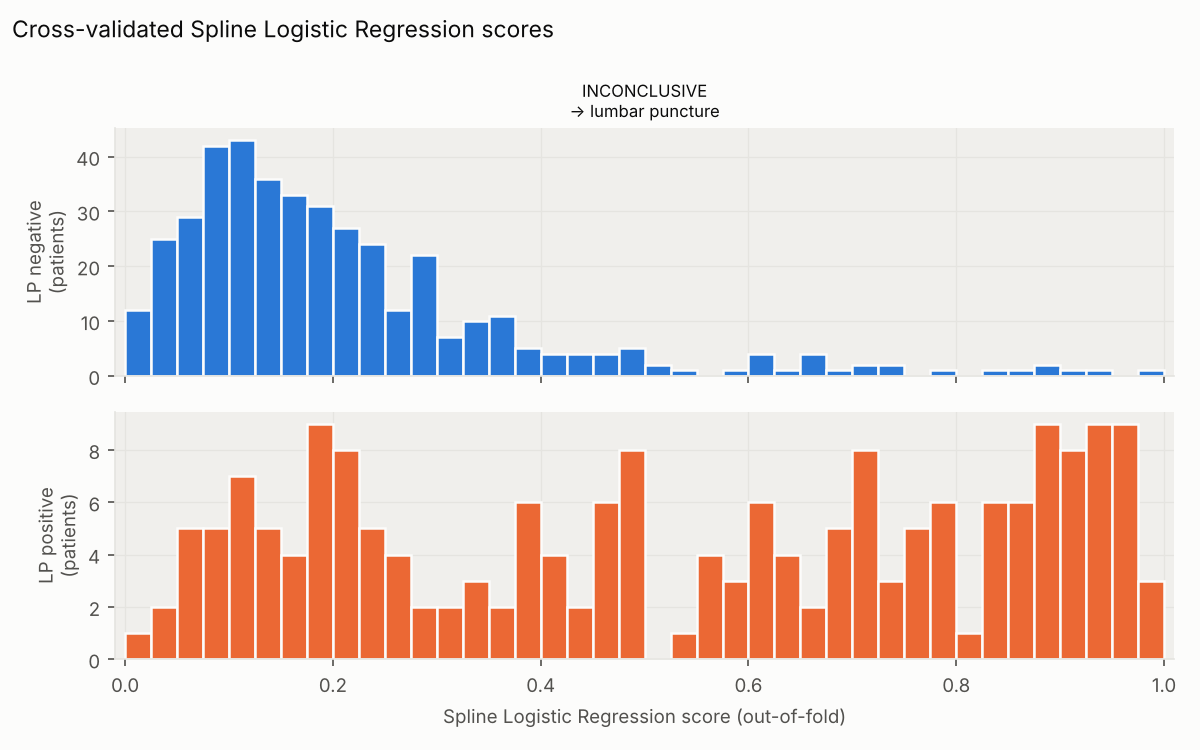 Cross-validated Spline Logistic Regression scores
INCONCLUSIVE
→ lumbar puncture
LP negative
(patients)
40
30
20
10
0
LP positive
(patients)
8
6
4
2
0
0.0 0.2 0.4 0.6 0.8 1.0
Spline Logistic Regression score (out-of-fold)